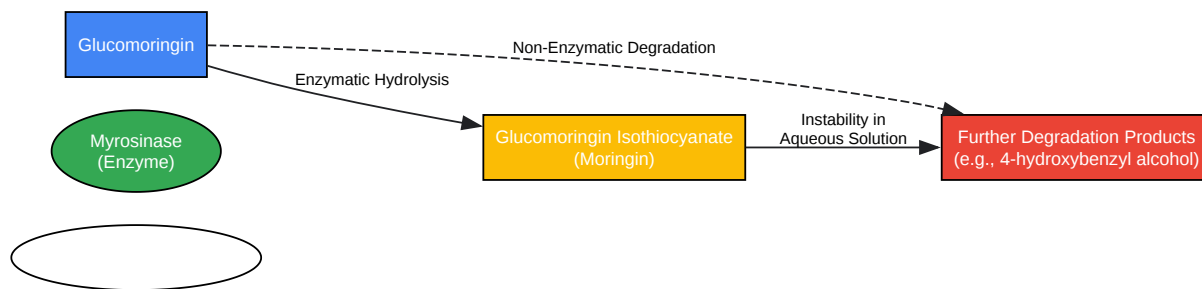 Glucomoringin
Non-Enzymatic Degradation
Enzymatic Hydrolysis
Myrosinase
(Enzyme)
Glucomoringin Isothiocyanate
(Moringin)
Instability in
Aqueous Solution
Further Degradation Products
(e.g., 4-hydroxybenzyl alcohol)